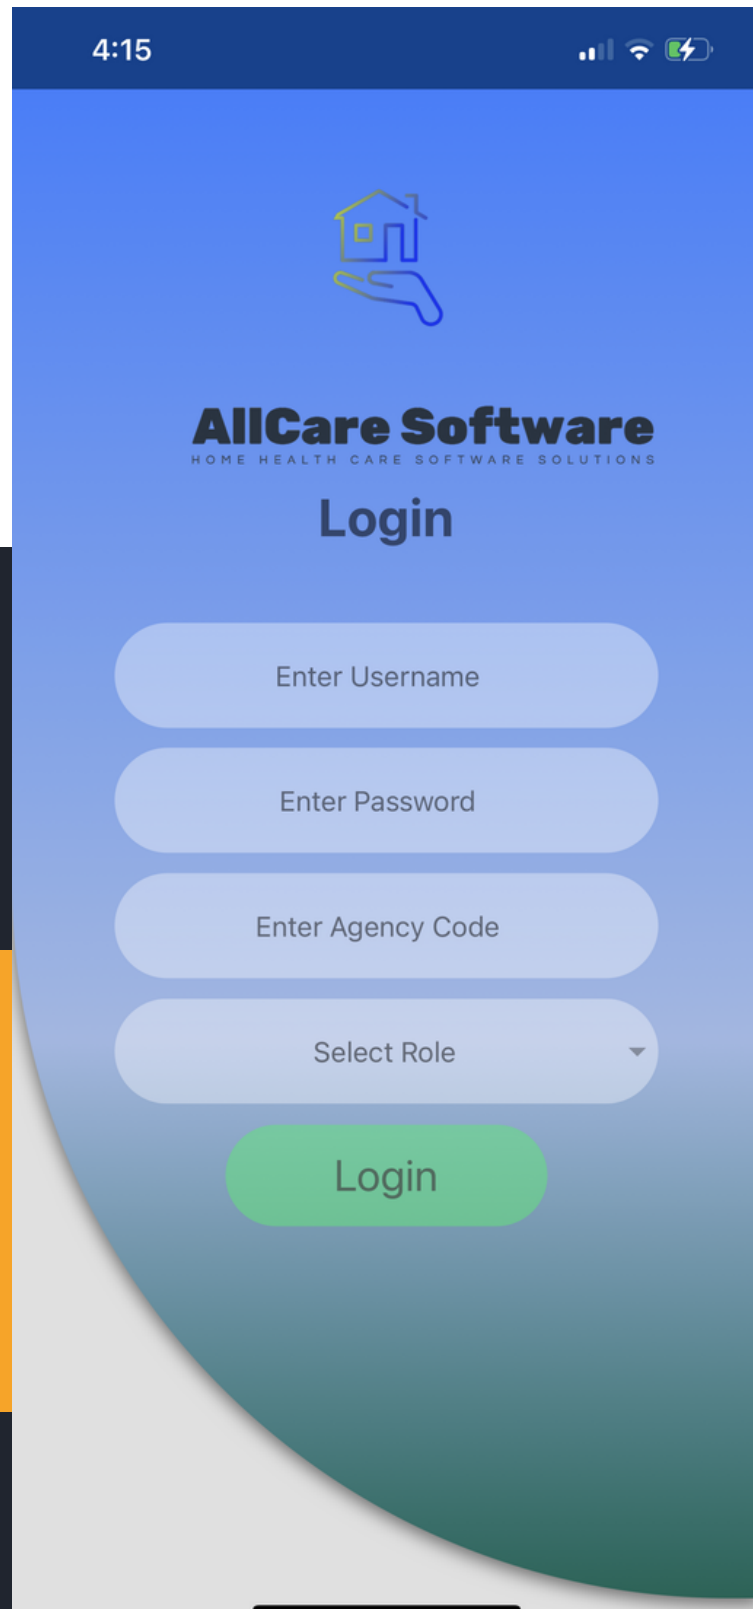 4:15
AllCare Software
HOME HEALTH CARE SOFTWARE SOLUTIONS
Login
Enter Username
Enter Password
Enter Agency Code
Select Role
Login